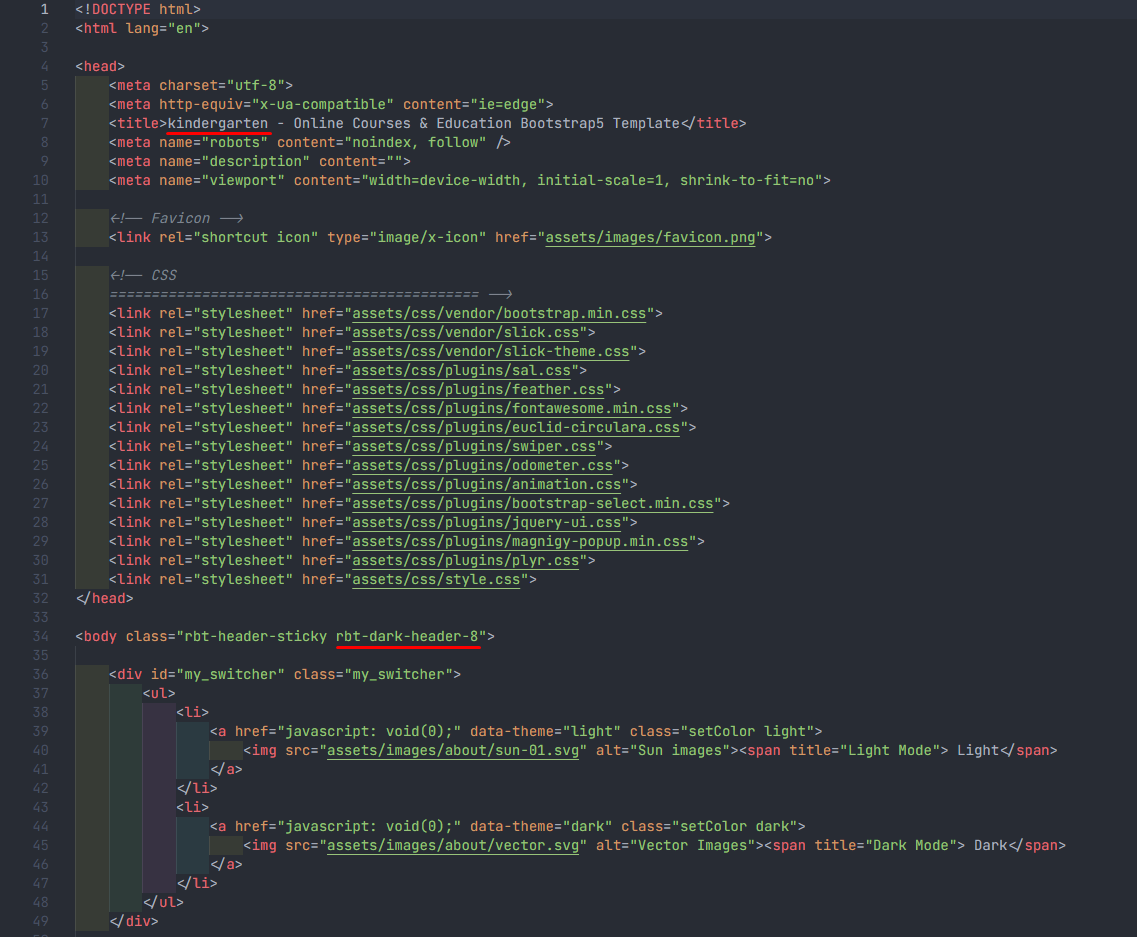 1 <!DOCTYPE html>
2 <html lang="en">
3
4 <head>
5 <meta charset="utf-8">
6 <meta http-equiv="x-ua-compatible" content="ie=edge">
7 <title>kindergarten - Online Courses & Education Bootstrap5 Template</title>
8 <meta name="robots" content="noindex, follow" />
9 <meta name="description" content="">
10 <meta name="viewport" content="width=device-width, initial-scale=1, shrink-to-fit=no">
11
12 <!-- Favicon -->
13 <link rel="shortcut icon" type="image/x-icon" href="assets/images/favicon.png">
14
15 <!-- CSS
16 ============================================ -->
17 <link rel="stylesheet" href="assets/css/vendor/bootstrap.min.css">
18 <link rel="stylesheet" href="assets/css/vendor/slick.css">
19 <link rel="stylesheet" href="assets/css/vendor/slick-theme.css">
20 <link rel="stylesheet" href="assets/css/plugins/sal.css">
21 <link rel="stylesheet" href="assets/css/plugins/feather.css">
22 <link rel="stylesheet" href="assets/css/plugins/fontawesome.min.css">
23 <link rel="stylesheet" href="assets/css/plugins/euclid-circulara.css">
24 <link rel="stylesheet" href="assets/css/plugins/swiper.css">
25 <link rel="stylesheet" href="assets/css/plugins/odometer.css">
26 <link rel="stylesheet" href="assets/css/plugins/animation.css">
27 <link rel="stylesheet" href="assets/css/plugins/bootstrap-select.min.css">
28 <link rel="stylesheet" href="assets/css/plugins/jquery-ui.css">
29 <link rel="stylesheet" href="assets/css/plugins/magnigy-popup.min.css">
30 <link rel="stylesheet" href="assets/css/plugins/plyr.css">
31 <link rel="stylesheet" href="assets/css/style.css">
32 </head>
33
34 <body class="rbt-header-sticky rbt-dark-header-8">
35
36 <div id="my_switcher" class="my_switcher">
37 <ul>
38 <li>
39 <a href="javascript: void(0);" data-theme="light" class="setColor light">
40 <img src="assets/images/about/sun-01.svg" alt="Sun images"><span title="Light Mode"> Light</span>
41 </a>
42 </li>
43 <li>
44 <a href="javascript: void(0);" data-theme="dark" class="setColor dark">
45 <img src="assets/images/about/vector.svg" alt="Vector Images"><span title="Dark Mode"> Dark</span>
46 </a>
47 </li>
48 </ul>
49 </div>